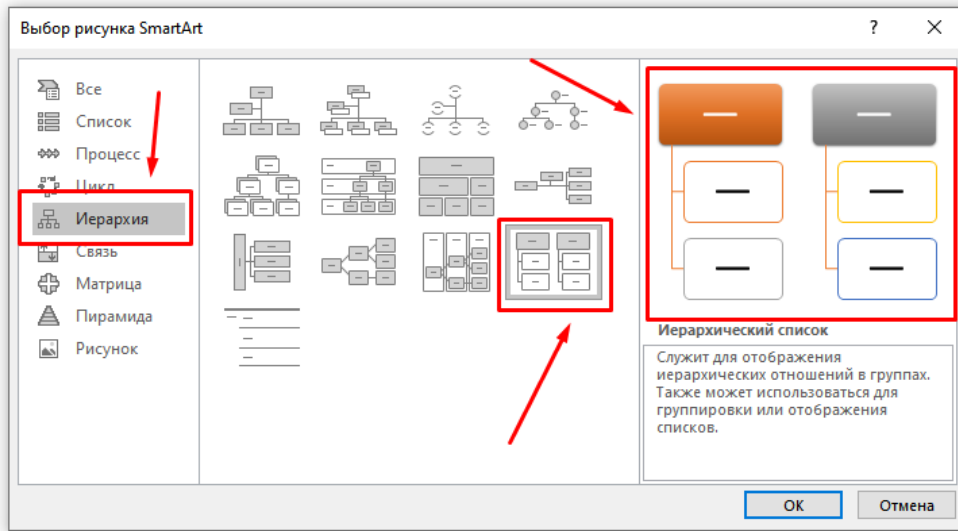 Выбор рисунка SmartArt
?
Все
Список
Процесс
Цикл
Иерархия
Связь
Матрица
Пирамида
Рисунок
Иерархический список
Служит для отображения
иерархических отношений в группах.
Также может использоваться для
группировки или отображения
списков.
ОК
Отмена